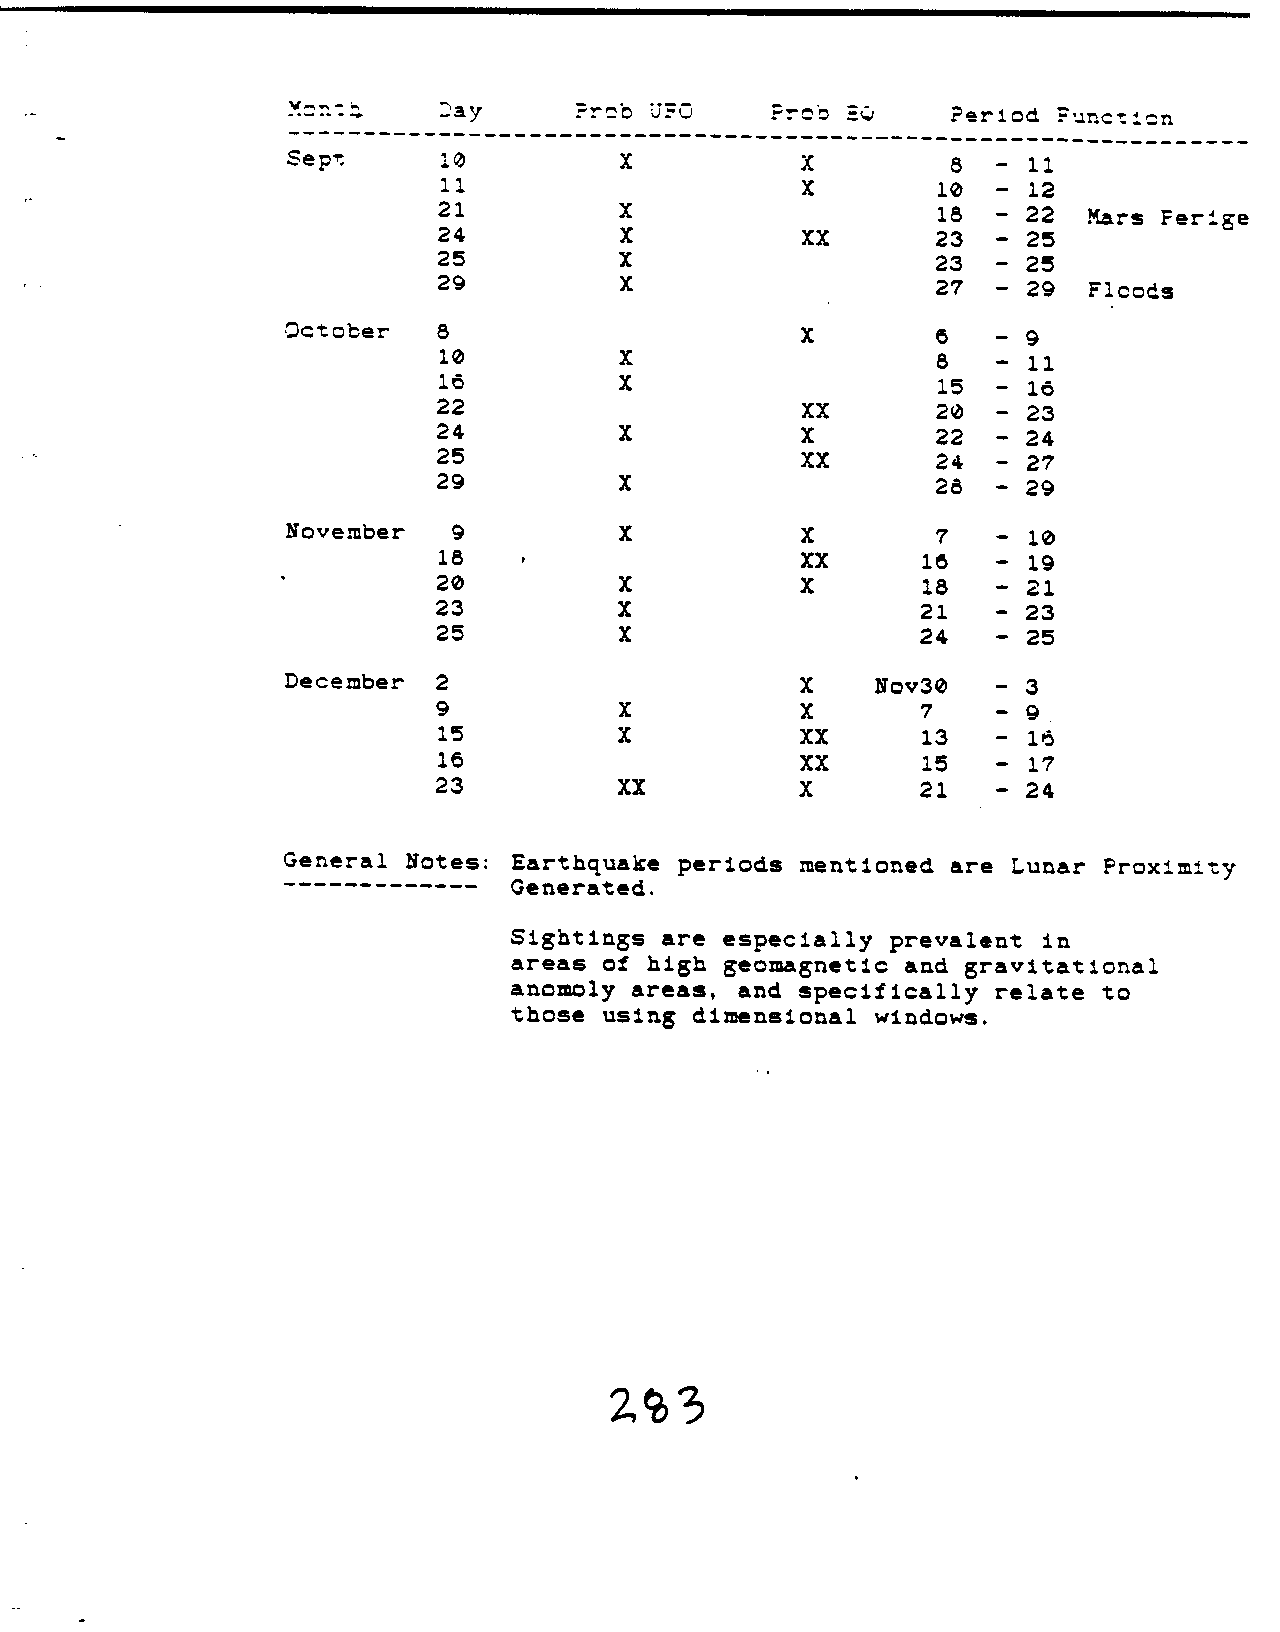 Month Day Prob UFO Prob EQ Period Function
------------------------------------------------------------
Sept 10 X X 8 - 11
11 X 10 - 12
21 X 18 - 22 Mars Ferige
24 X XX 23 - 25
25 X 23 - 25
29 X 27 - 29 Floods
October 8 X 6 - 9
10 X 8 - 11
16 X 15 - 16
22 XX 20 - 23
24 X X 22 - 24
25 XX 24 - 27
29 X 28 - 29
November 9 X X 7 - 10
18 XX 16 - 19
20 X X 18 - 21
23 X 21 - 23
25 X 24 - 25
December 2 X Nov30 - 3
9 X X 7 - 9
15 X XX 13 - 16
16 XX 15 - 17
23 XX X 21 - 24
General Notes: Earthquake periods mentioned are Lunar Proximity
------------- Generated.
Sightings are especially prevalent in
areas of high geomagnetic and gravitational
anomoly areas, and specifically relate to
those using dimensional windows.
283